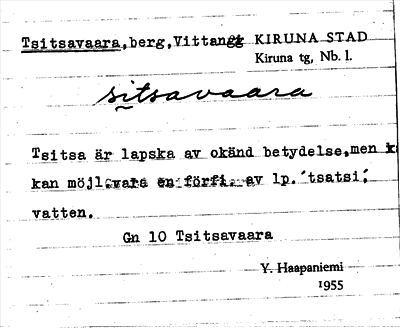 Tsitsavaara,berg,Vittangi KIRUNA STAD
Kiruna tg, Nb. l.
sitsavaara
Tsitsa är lapska av okänd betydelse,men
kan möjl.vara en förfi. av lp.´tsatsi´
vatten.
Gn 10 Tsitsavaara
Y. Haapaniemi
1955